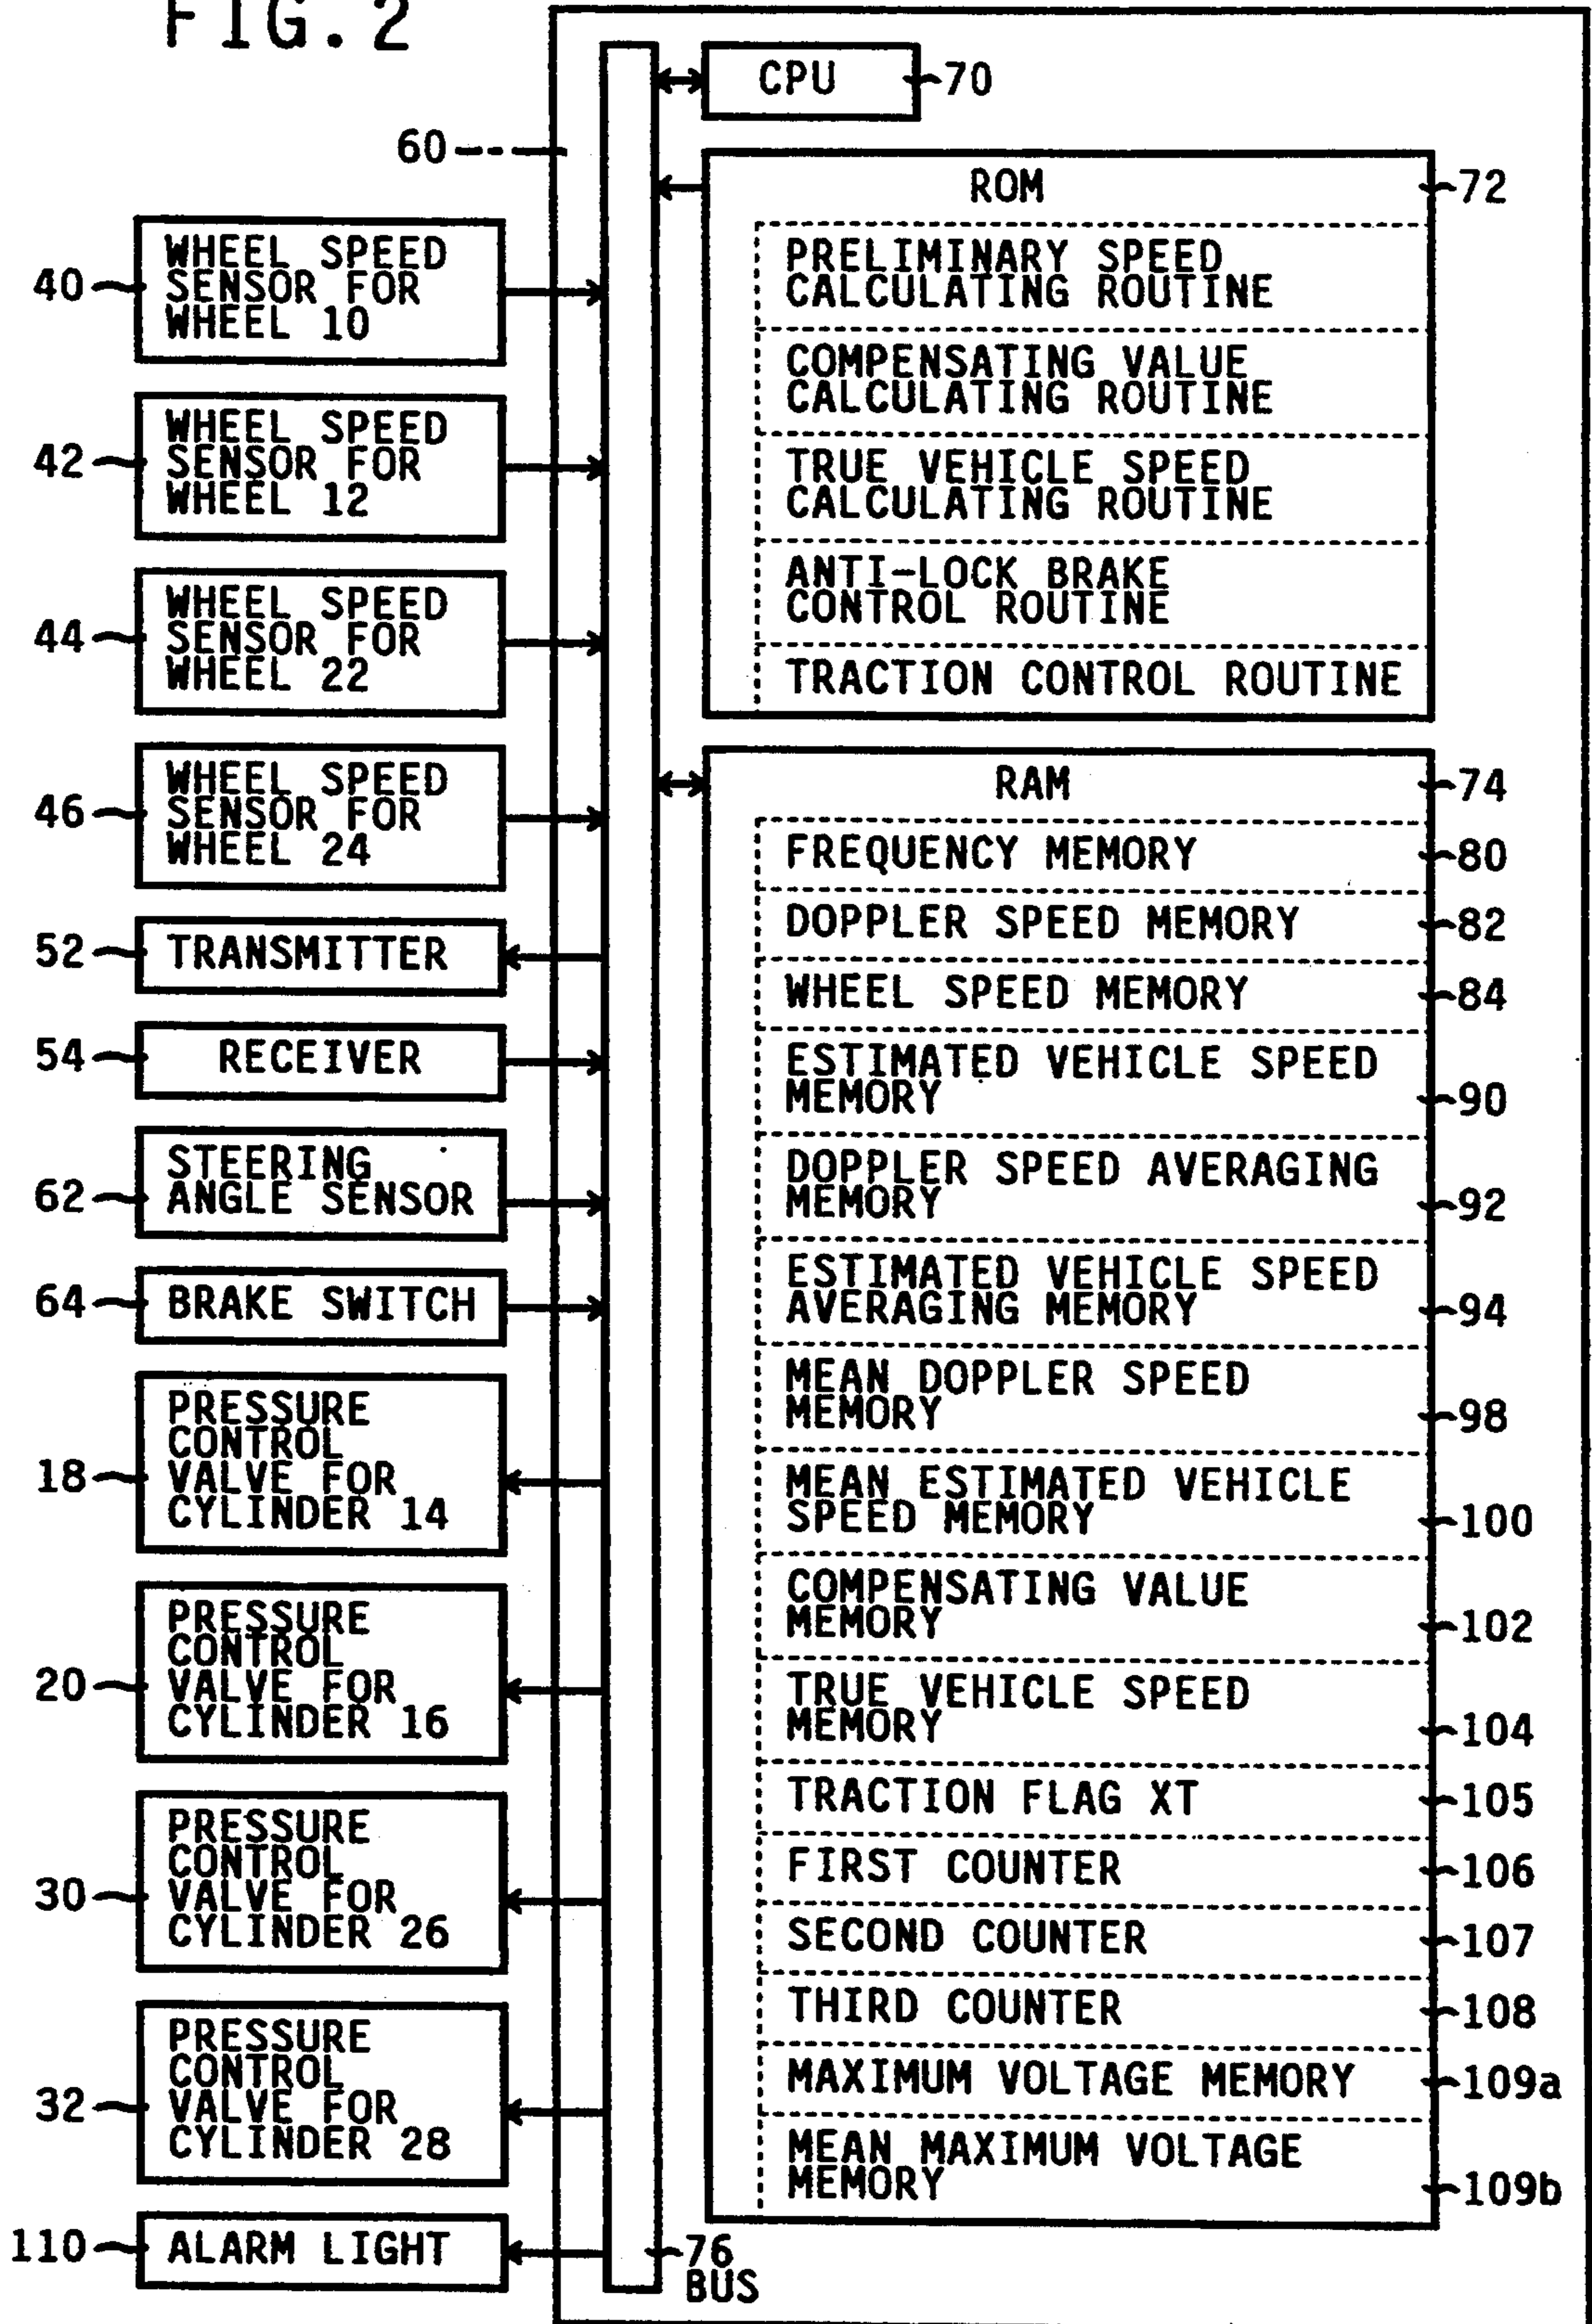 FIG. 2
CPU
70
60
ROM
72
PRELIMINARY SPEED
CALCULATING ROUTINE
COMPENSATING VALUE
CALCULATING ROUTINE
TRUE VEHICLE SPEED
CALCULATING ROUTINE
ANTI-LOCK BRAKE
CONTROL ROUTINE
TRACTION CONTROL ROUTINE
40
WHEEL SPEED
SENSOR FOR
WHEEL 10
42
WHEEL SPEED
SENSOR FOR
WHEEL 12
44
WHEEL SPEED
SENSOR FOR
WHEEL 22
46
WHEEL SPEED
SENSOR FOR
WHEEL 24
52
TRANSMITTER
54
RECEIVER
62
STEERING
ANGLE SENSOR
64
BRAKE SWITCH
18
PRESSURE
CONTROL
VALVE FOR
CYLINDER 14
20
PRESSURE
CONTROL
VALVE FOR
CYLINDER 16
30
PRESSURE
CONTROL
VALVE FOR
CYLINDER 26
32
PRESSURE
CONTROL
VALVE FOR
CYLINDER 28
110
ALARM LIGHT
RAM
74
FREQUENCY MEMORY
80
DOPPLER SPEED MEMORY
82
WHEEL SPEED MEMORY
84
ESTIMATED VEHICLE SPEED
MEMORY
90
DOPPLER SPEED AVERAGING
MEMORY
92
ESTIMATED VEHICLE SPEED
AVERAGING MEMORY
94
MEAN DOPPLER SPEED
MEMORY
98
MEAN ESTIMATED VEHICLE
SPEED MEMORY
100
COMPENSATING VALUE
MEMORY
102
TRUE VEHICLE SPEED
MEMORY
104
TRACTION FLAG XT
105
FIRST COUNTER
106
SECOND COUNTER
107
THIRD COUNTER
108
MAXIMUM VOLTAGE MEMORY
109a
MEAN MAXIMUM VOLTAGE
MEMORY
109b
76
BUS